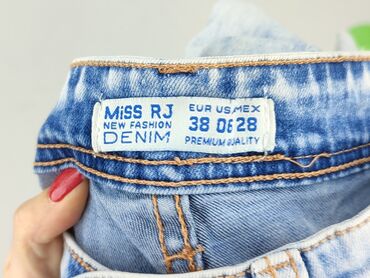 MiSS RJ
NEW FASHION
DENIM
EUR US MEX
38 06 28
PREMIUM QUALITY